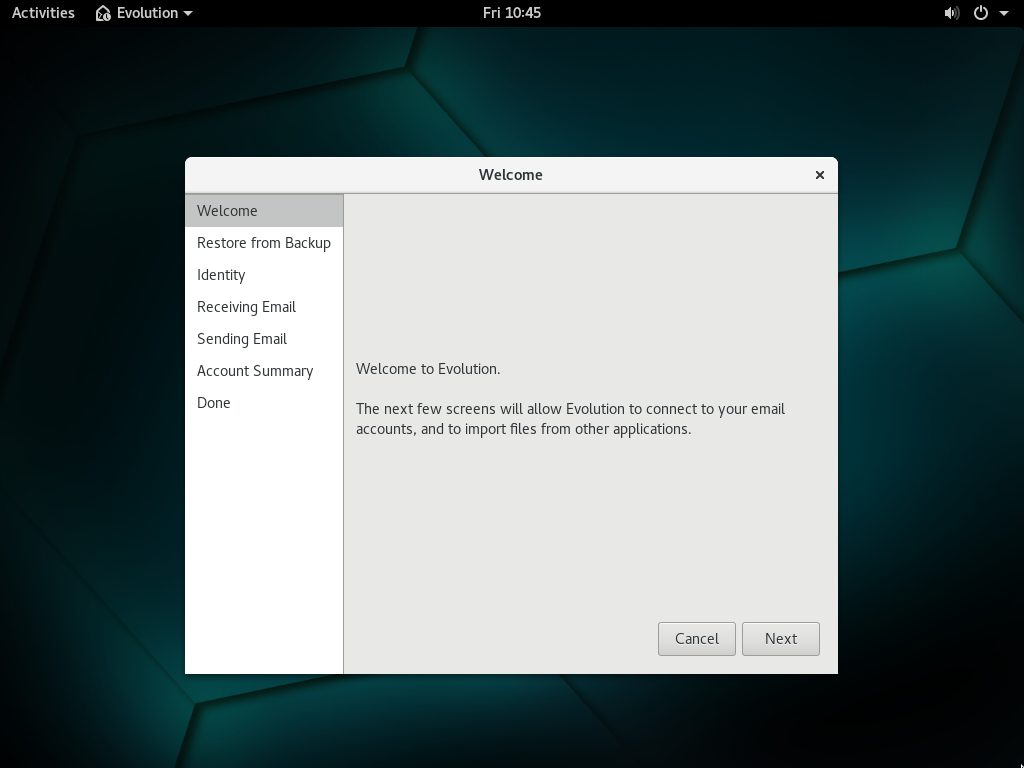 Activities Evolution Fri 10:45
Welcome
Welcome
Restore from Backup
Identity
Receiving Email
Sending Email
Account Summary
Done
Welcome to Evolution.
The next few screens will allow Evolution to connect to your email
accounts, and to import files from other applications.
Cancel Next